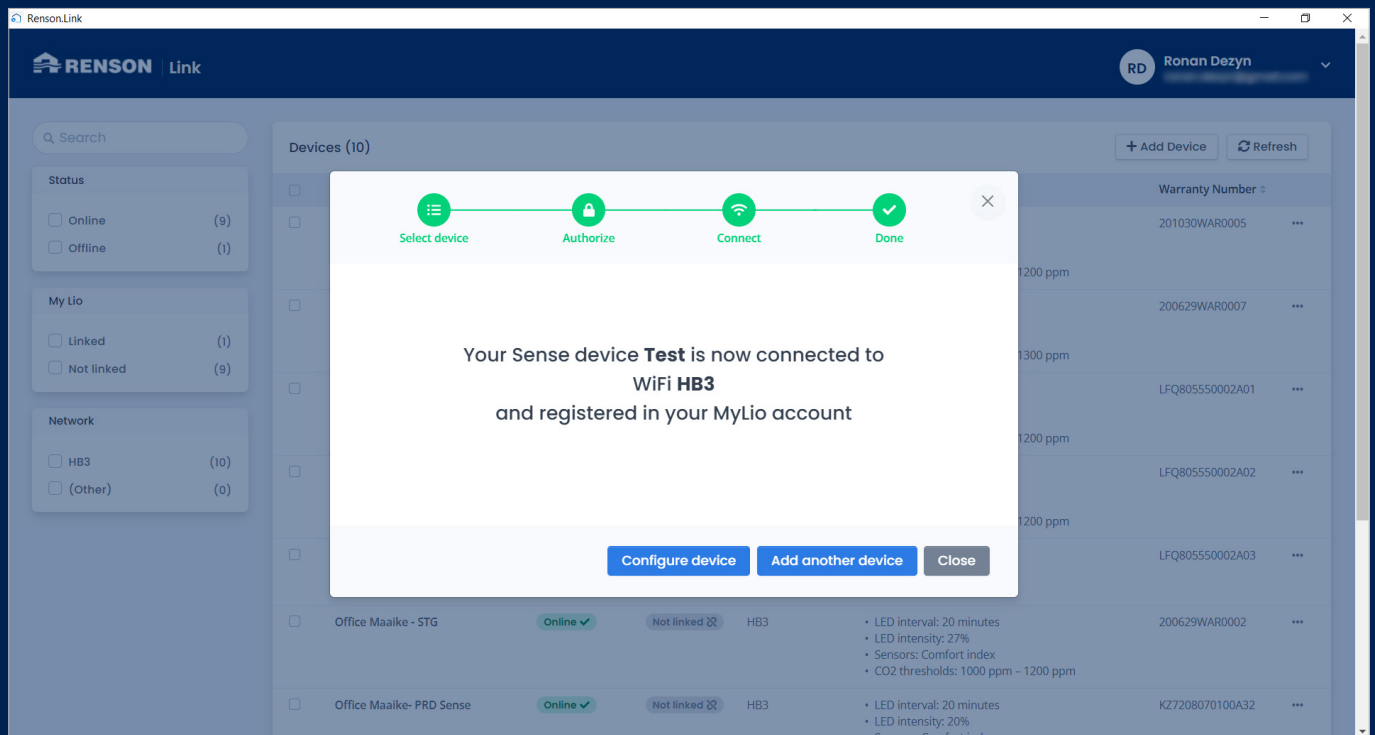 Renson.Link
RENSON Link
RD
Ronan Dezyn
Search
Status
Online (9)
Offline (1)
My Lio
Linked (1)
Not linked (9)
Network
HB3 (10)
(Other) (0)
Devices (10)
+ Add Device
Refresh
Warranty Number
201030WAR0005
1200 ppm
200629WAR0007
1300 ppm
LFQ805550002A01
1200 ppm
LFQ805550002A02
1200 ppm
LFQ805550002A03
Select device
Authorize
Connect
Done
Your Sense device Test is now connected to
WiFi HB3
and registered in your MyLio account
Configure device
Add another device
Close
Office Maaike - STG Online Not linked HB3 • LED interval: 20 minutes 200629WAR0002
• LED intensity: 27%
• Sensors: Comfort index
• CO2 thresholds: 1000 ppm – 1200 ppm
Office Maaike- PRD Sense Online Not linked HB3 • LED interval: 20 minutes KZ7208070100A32
• LED intensity: 20%